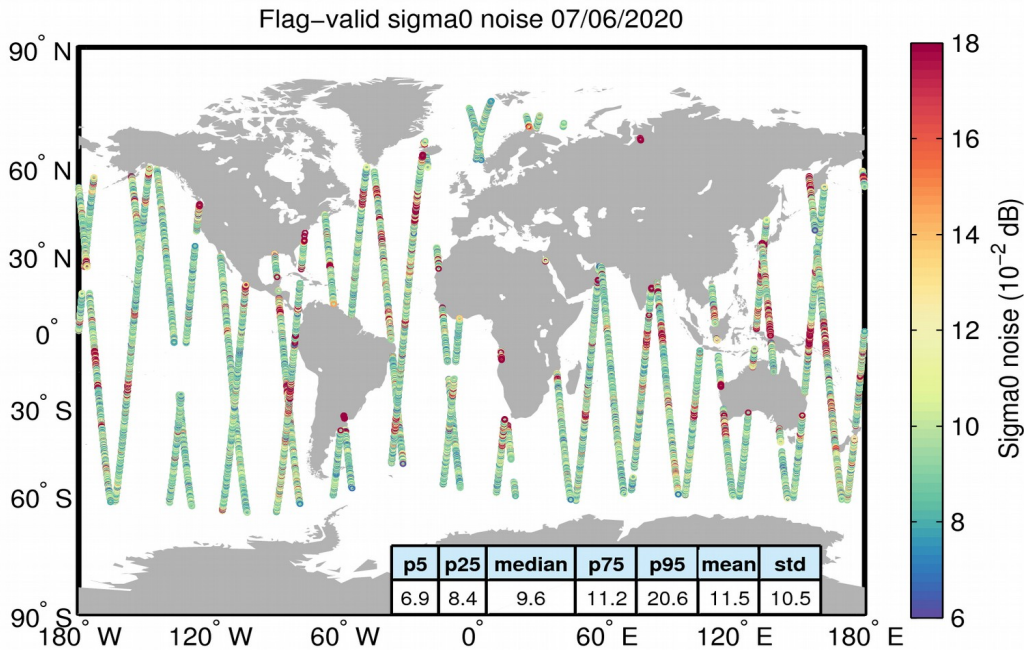 Flag−valid sigma0 noise 07/06/2020
90° N
60° N
30° N
0°
30° S
60° S
90° S
180° W
120° W
60° W
0°
60° E
120° E
180° E
p5 p25 median p75 p95 mean std
6.9 8.4 9.6 11.2 20.6 11.5 10.5
18
16
14
12
10
8
6
Sigma0 noise (10⁻² dB)